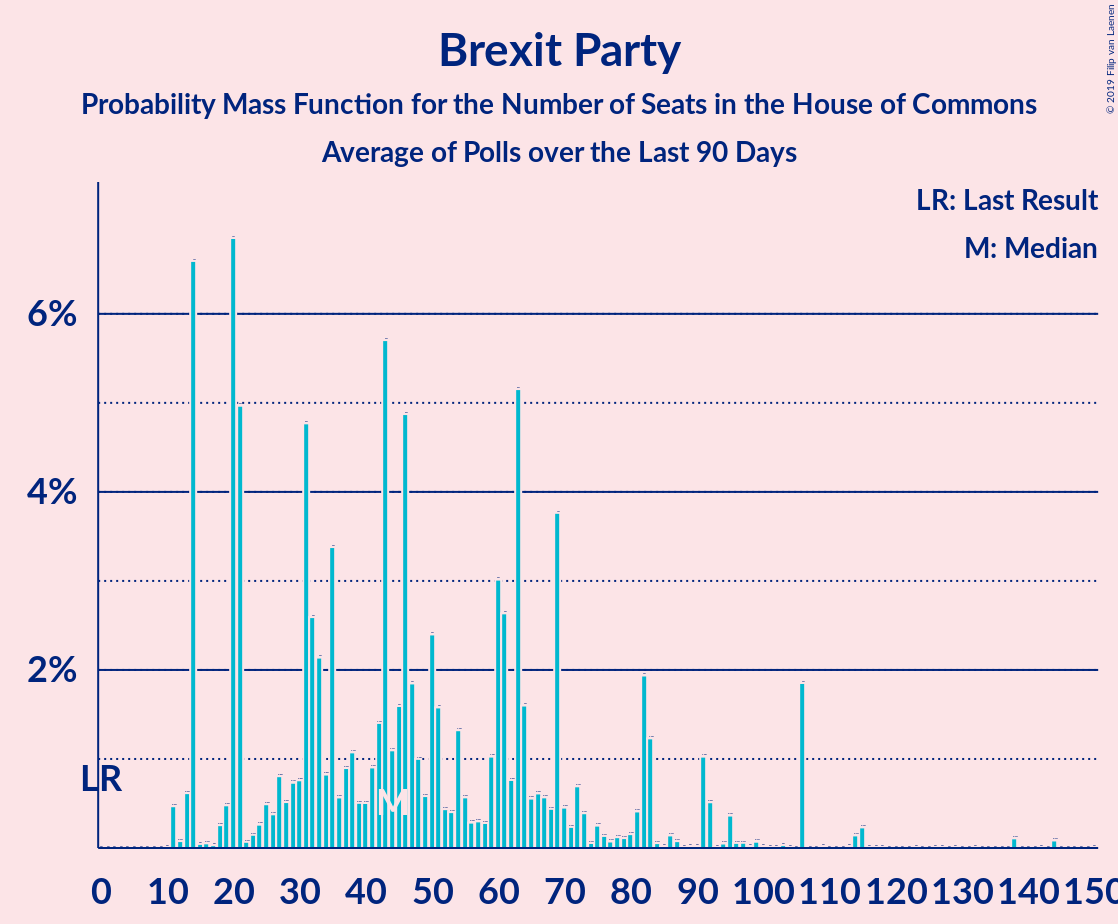 © 2019 Filip van Laenen
Brexit Party
Probability Mass Function for the Number of Seats in the House of Commons
Average of Polls over the Last 90 Days
LR: Last Result
M: Median
6%
4%
2%
LR
M
0 10 20 30 40 50 60 70 80 90 100 110 120 130 140 150